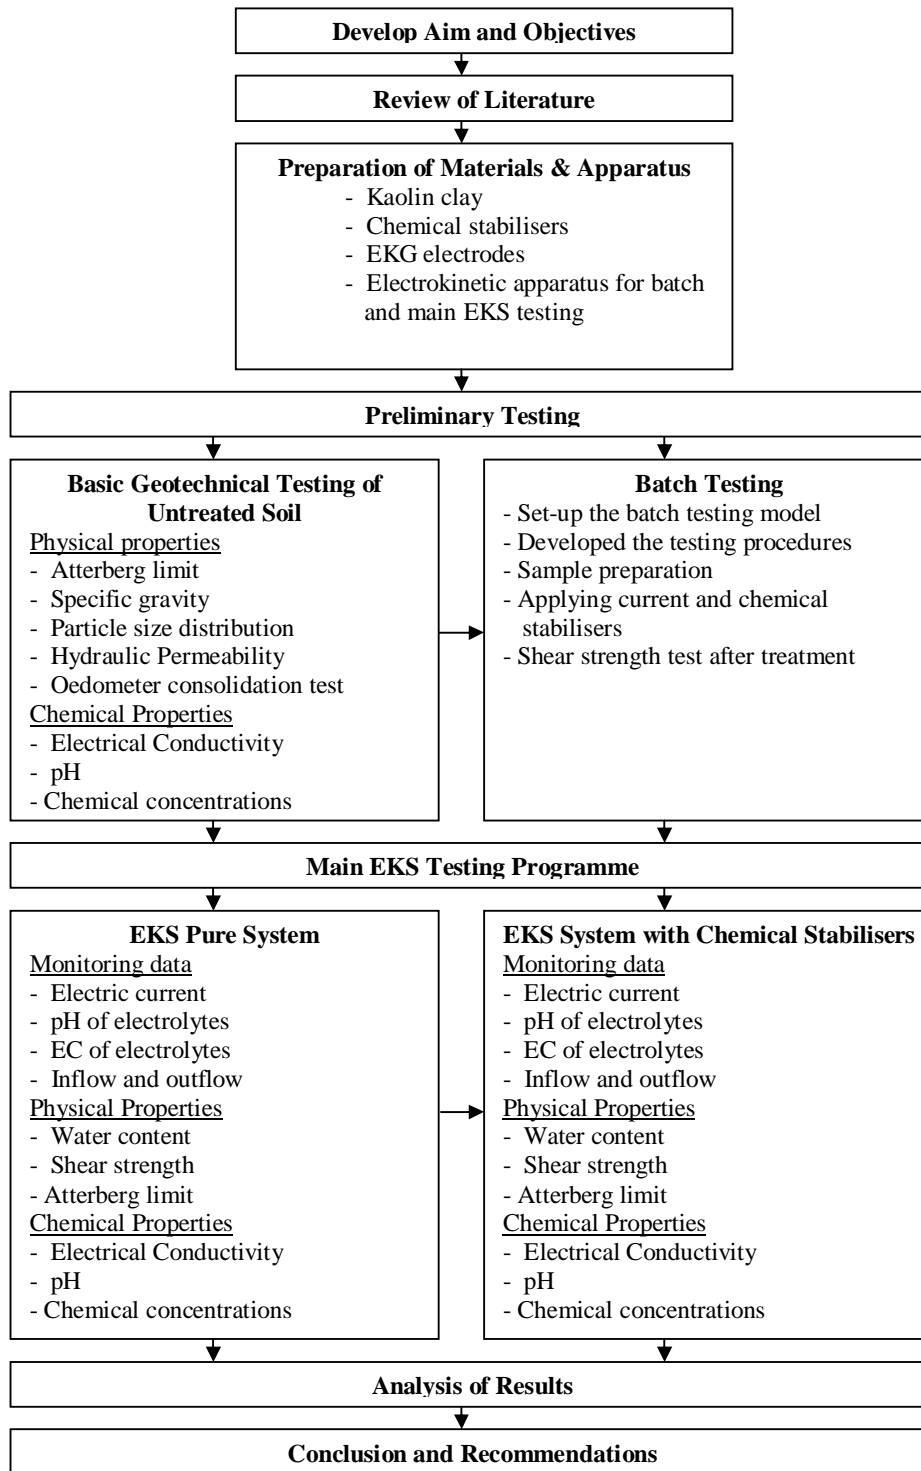 Develop Aim and Objectives
Review of Literature
Preparation of Materials & Apparatus
- Kaolin clay
- Chemical stabilisers
- EKG electrodes
- Electrokinetic apparatus for batch
and main EKS testing
Preliminary Testing
Basic Geotechnical Testing of
Untreated Soil
Physical properties
- Atterberg limit
- Specific gravity
- Particle size distribution
- Hydraulic Permeability
- Oedometer consolidation test
Chemical Properties
- Electrical Conductivity
- pH
- Chemical concentrations
Batch Testing
- Set-up the batch testing model
- Developed the testing procedures
- Sample preparation
- Applying current and chemical
stabilisers
- Shear strength test after treatment
Main EKS Testing Programme
EKS Pure System
Monitoring data
- Electric current
- pH of electrolytes
- EC of electrolytes
- Inflow and outflow
Physical Properties
- Water content
- Shear strength
- Atterberg limit
Chemical Properties
- Electrical Conductivity
- pH
- Chemical concentrations
EKS System with Chemical Stabilisers
Monitoring data
- Electric current
- pH of electrolytes
- EC of electrolytes
- Inflow and outflow
Physical Properties
- Water content
- Shear strength
- Atterberg limit
Chemical Properties
- Electrical Conductivity
- pH
- Chemical concentrations
Analysis of Results
Conclusion and Recommendations